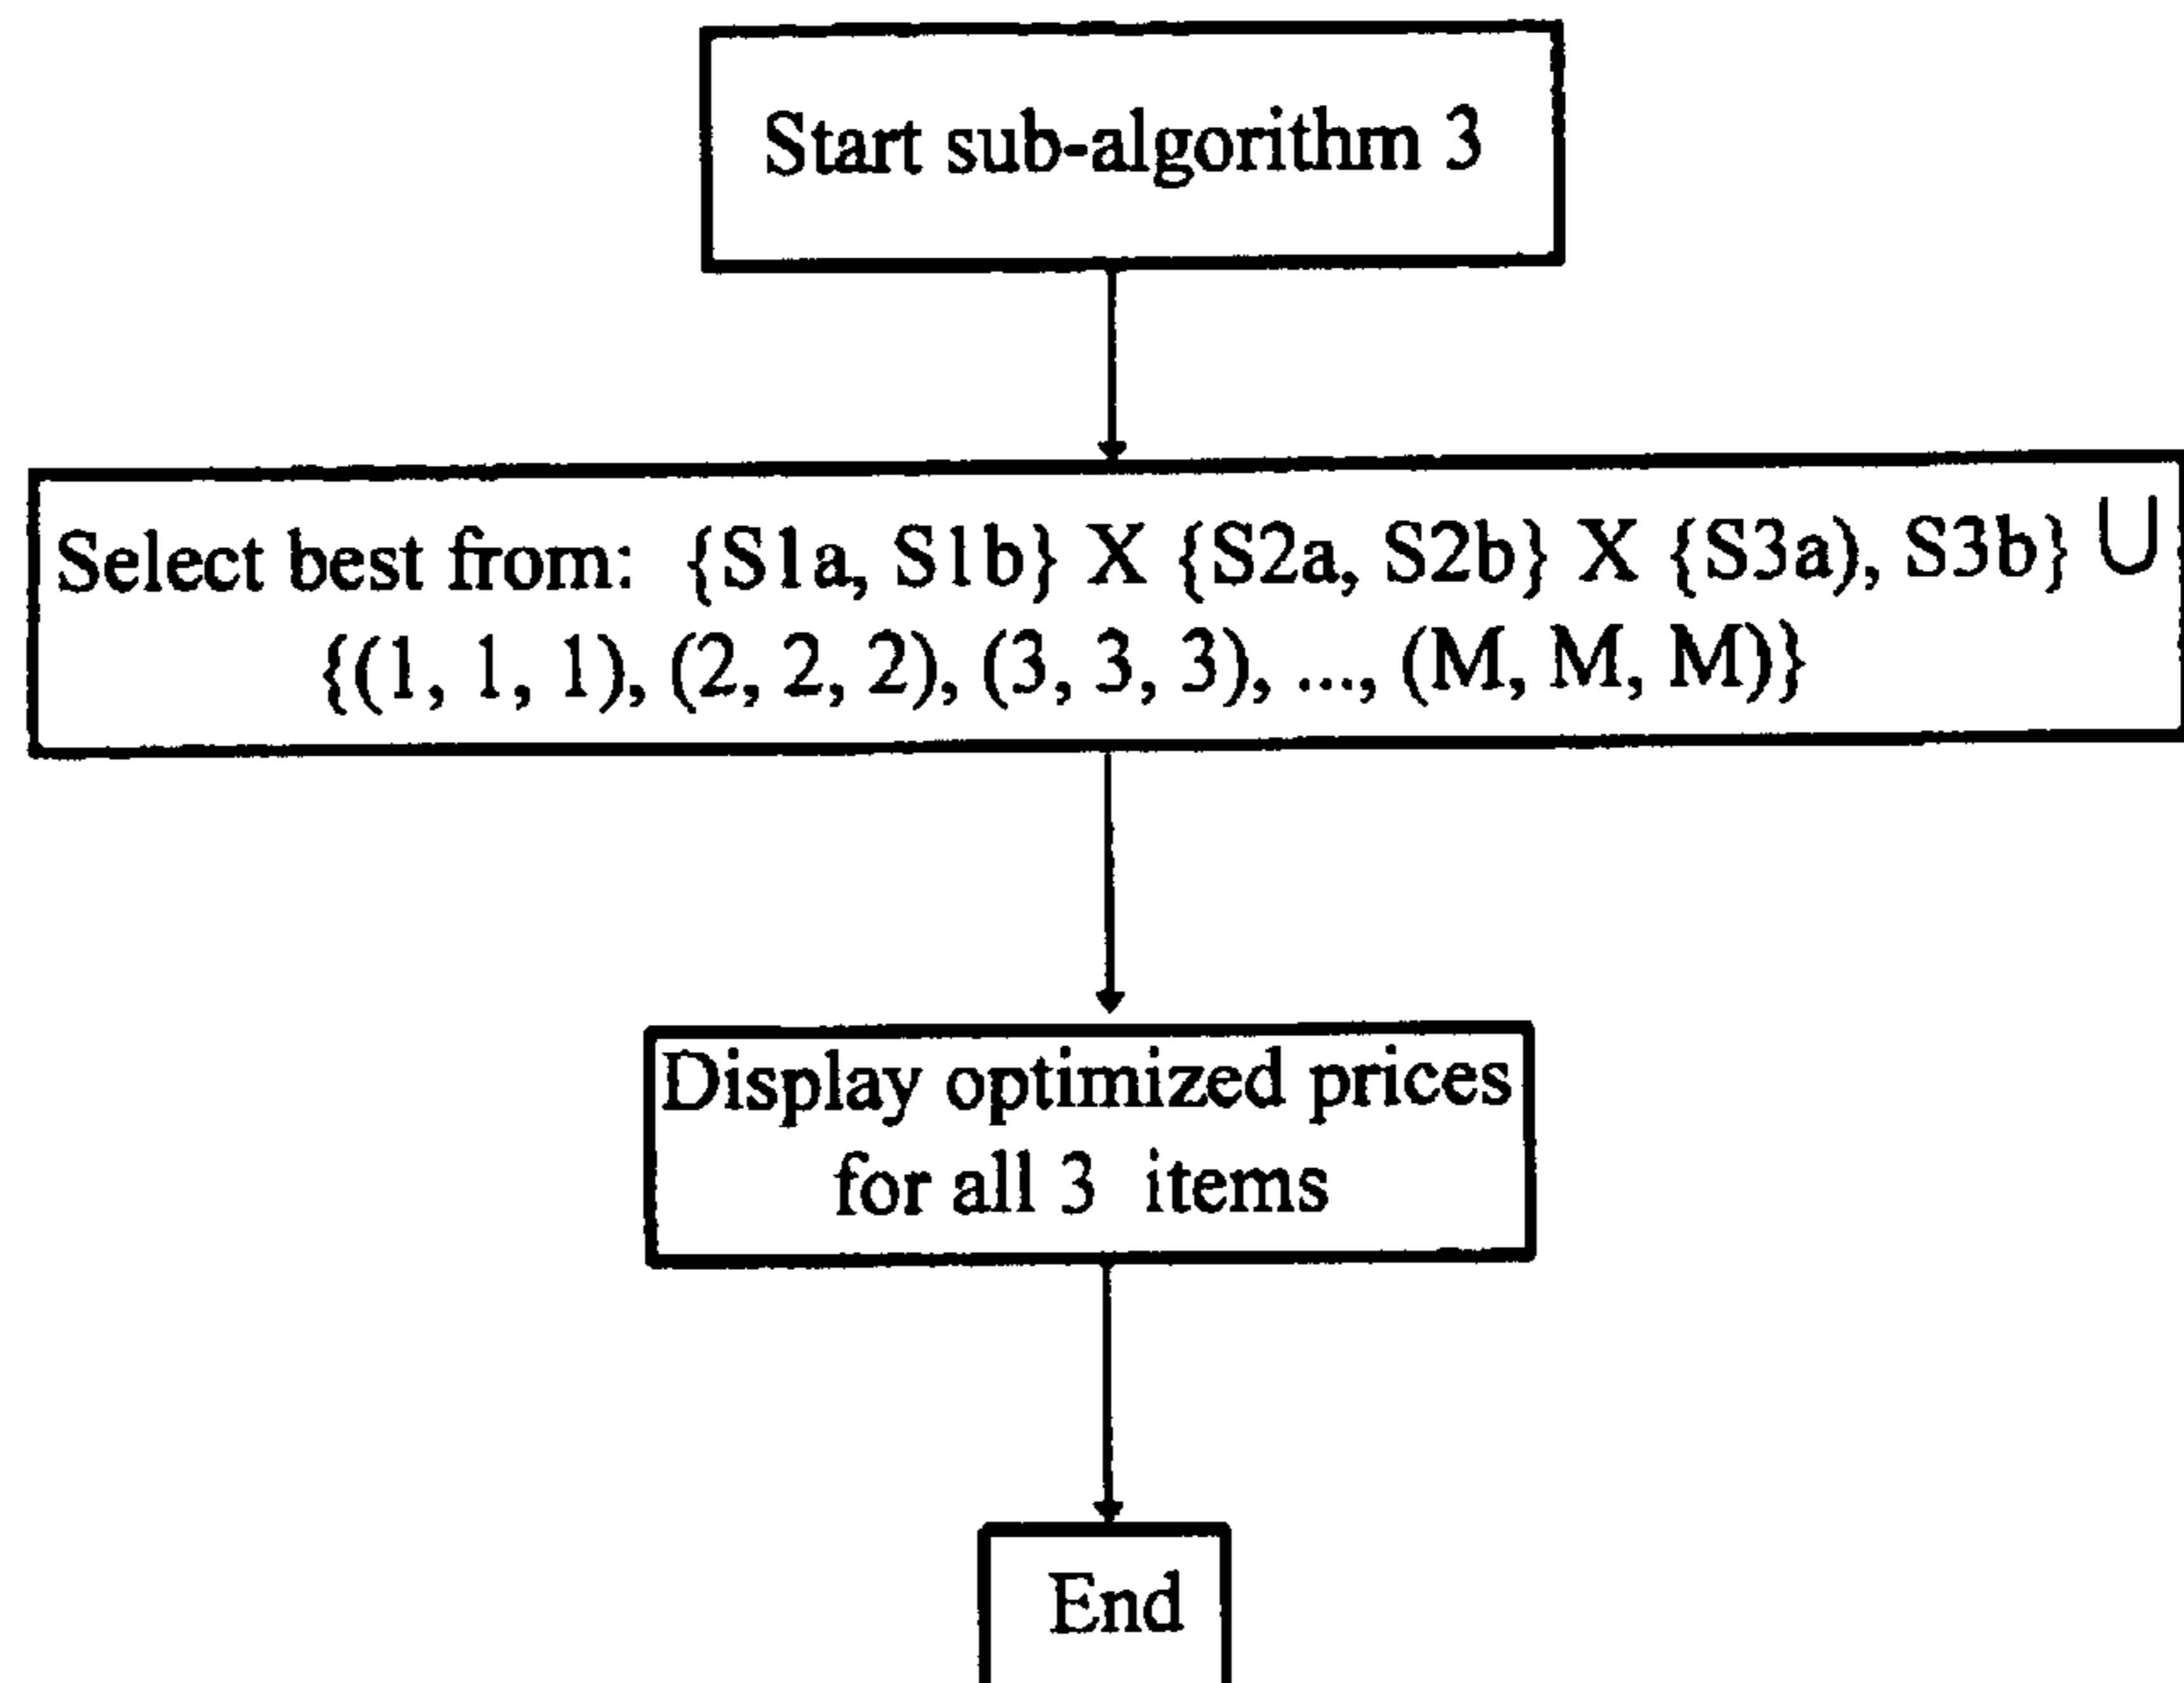 Start sub-algorithm 3
Select best from: {S1a, S1b} X {S2a, S2b} X {S3a), S3b} ∪
{(1, 1, 1), (2, 2, 2), (3, 3, 3), ..., (M, M, M)}
Display optimized prices
for all 3 items
End